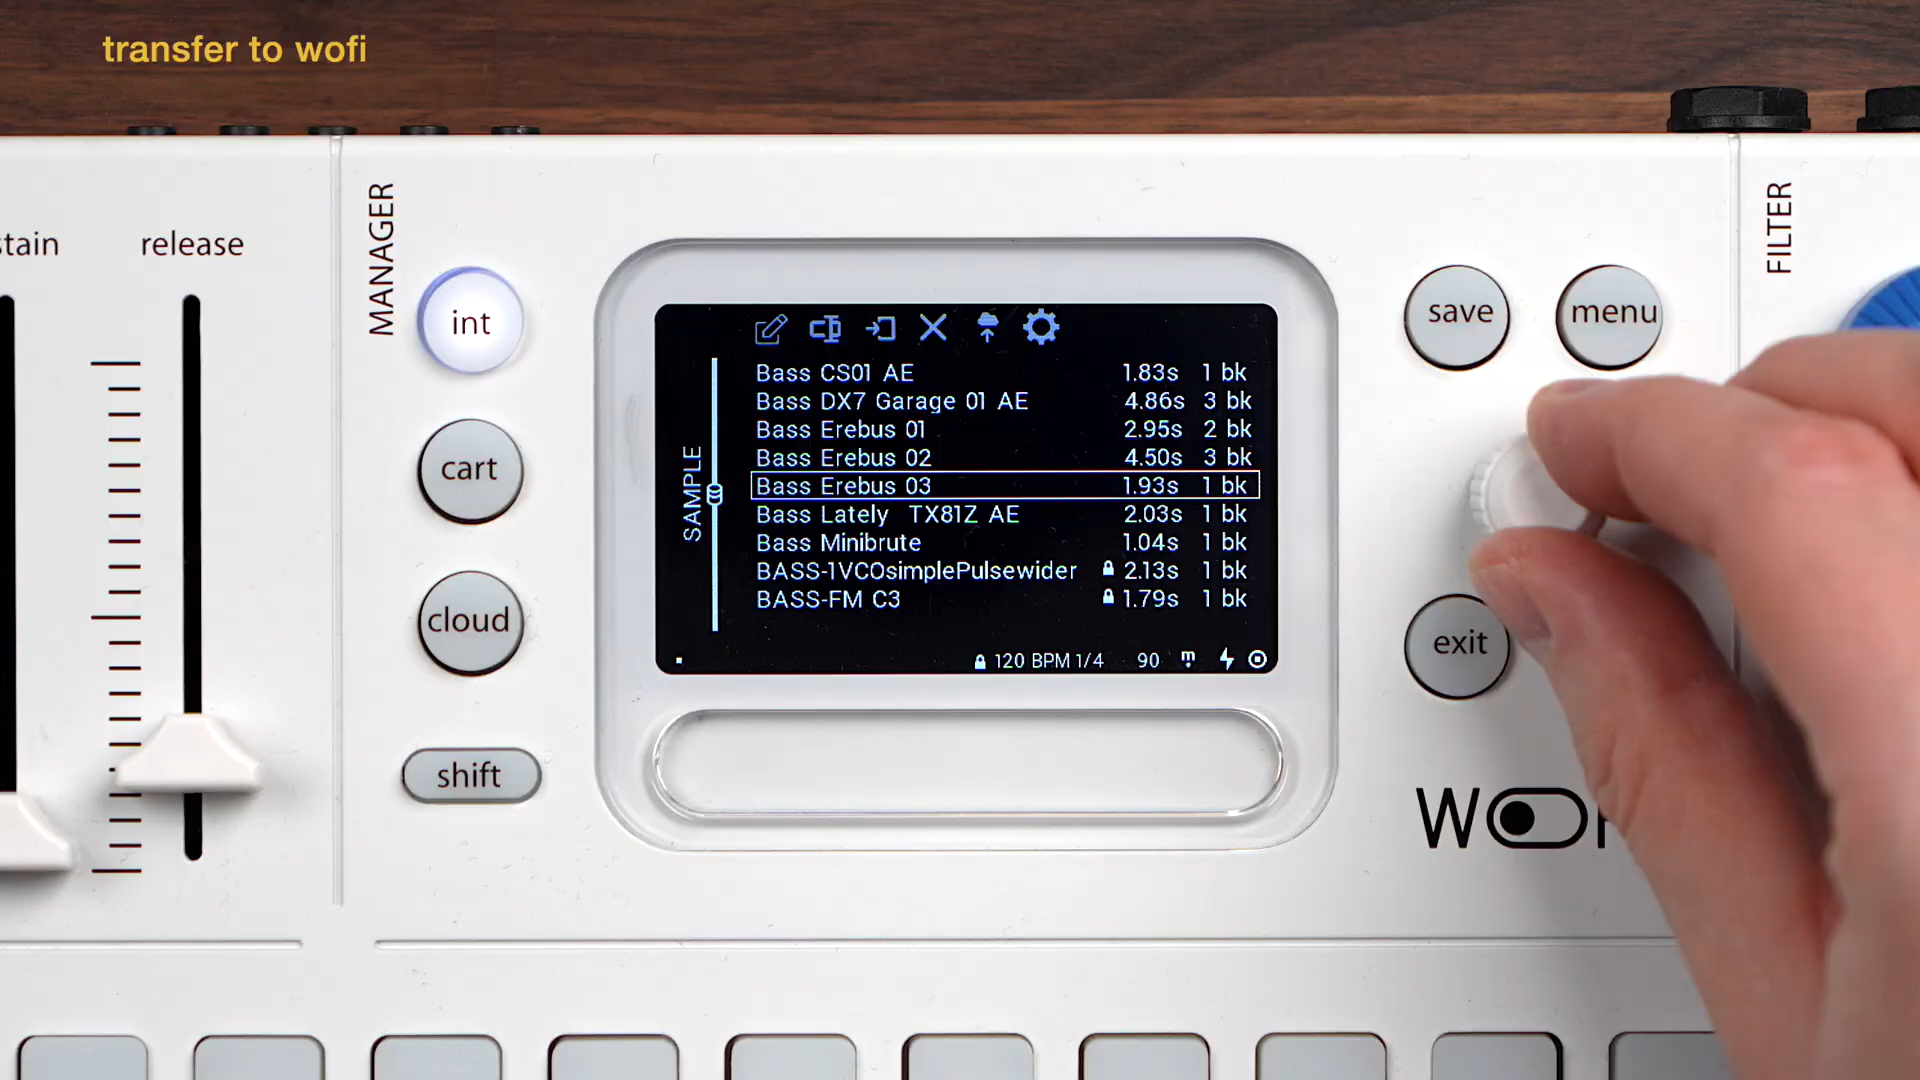 transfer to wofi
stain
release
MANAGER
int
cart
cloud
shift
SAMPLE
Bass CS01 AE 1.83s 1 bk
Bass DX7 Garage 01 AE 4.86s 3 bk
Bass Erebus 01 2.95s 2 bk
Bass Erebus 02 4.50s 3 bk
Bass Erebus 03 1.93s 1 bk
Bass Lately TX81Z AE 2.03s 1 bk
Bass Minibrute 1.04s 1 bk
BASS-1VCOsimplePulsewider 2.13s 1 bk
BASS-FM C3 1.79s 1 bk
120 BPM 1/4 90 m
save
menu
exit
FILTER